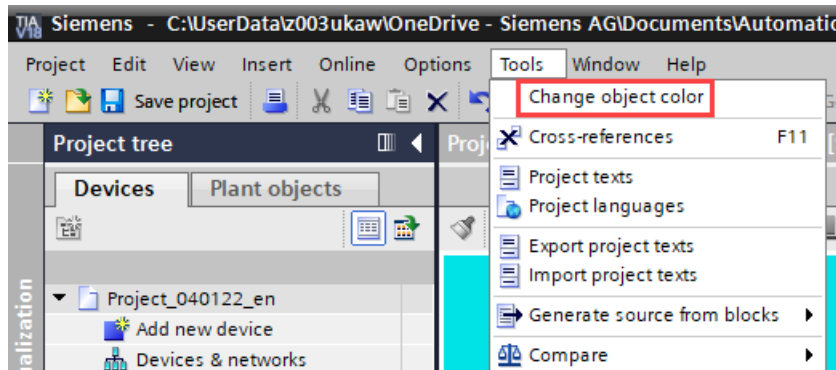 TIA V18 Siemens - C:\UserData\z003ukaw\OneDrive - Siemens AG\Documents\Automatic
Project Edit View Insert Online Options Tools Window Help
Save project
Change object color
Project tree
Proj
Cross-references F11
Devices Plant objects
Project texts
Project languages
Export project texts
Import project texts
Project_040122_en
Add new device
Generate source from blocks
Devices & networks
Compare
alization